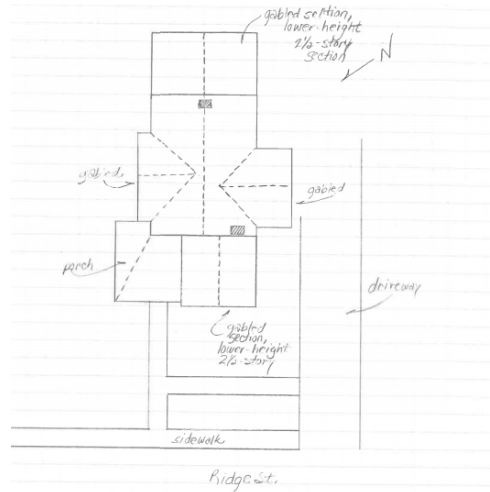 gabled section,
lower-height
2½-story
section
N
gabled
gabled
porch
driveway
gabled
section,
lower-height
2½-story
sidewalk
Ridge St.